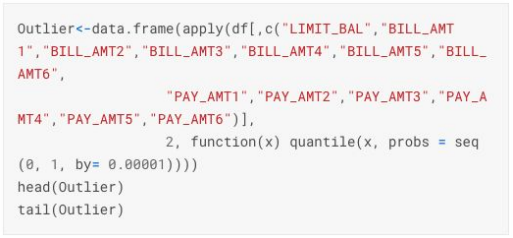 Outlier<-data.frame(apply(df[,c("LIMIT_BAL","BILL_AMT
1","BILL_AMT2","BILL_AMT3","BILL_AMT4","BILL_AMT5","BILL_
AMT6",
"PAY_AMT1","PAY_AMT2","PAY_AMT3","PAY_A
MT4","PAY_AMT5","PAY_AMT6")],
2, function(x) quantile(x, probs = seq
(0, 1, by= 0.00001))))
head(Outlier)
tail(Outlier)